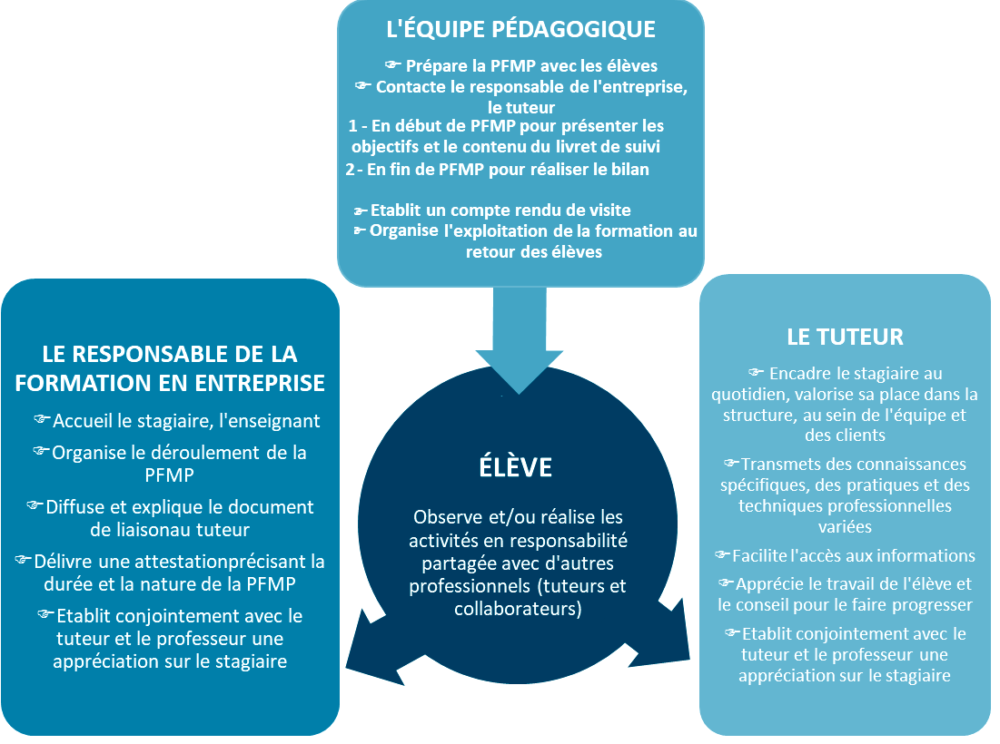 L'ÉQUIPE PÉDAGOGIQUE
☞ Prépare la PFMP avec les élèves
☞ Contacte le responsable de l'entreprise,
le tuteur
1 - En début de PFMP pour présenter les
objectifs et le contenu du livret de suivi
2 - En fin de PFMP pour réaliser le bilan
☞ Etablit un compte rendu de visite
☞ Organise l'exploitation de la formation au
retour des élèves
LE RESPONSABLE DE LA
FORMATION EN ENTREPRISE
☞Accueil le stagiaire, l'enseignant
☞Organise le déroulement de la
PFMP
☞Diffuse et explique le document
de liaisonau tuteur
☞Délivre une attestationprécisant la
durée et la nature de la PFMP
☞Etablit conjointement avec le
tuteur et le professeur une
appréciation sur le stagiaire
ÉLÈVE
Observe et/ou réalise les
activités en responsabilité
partagée avec d'autres
professionnels (tuteurs et
collaborateurs)
LE TUTEUR
☞ Encadre le stagiaire au
quotidien, valorise sa place dans la
structure, au sein de l'équipe et
des clients
☞Transmets des connaissances
spécifiques, des pratiques et des
techniques professionnelles
variées
☞Facilite l'accès aux informations
☞Apprécie le travail de l'élève et
le conseil pour le faire progresser
☞Etablit conjointement avec le
tuteur et le professeur une
appréciation sur le stagiaire